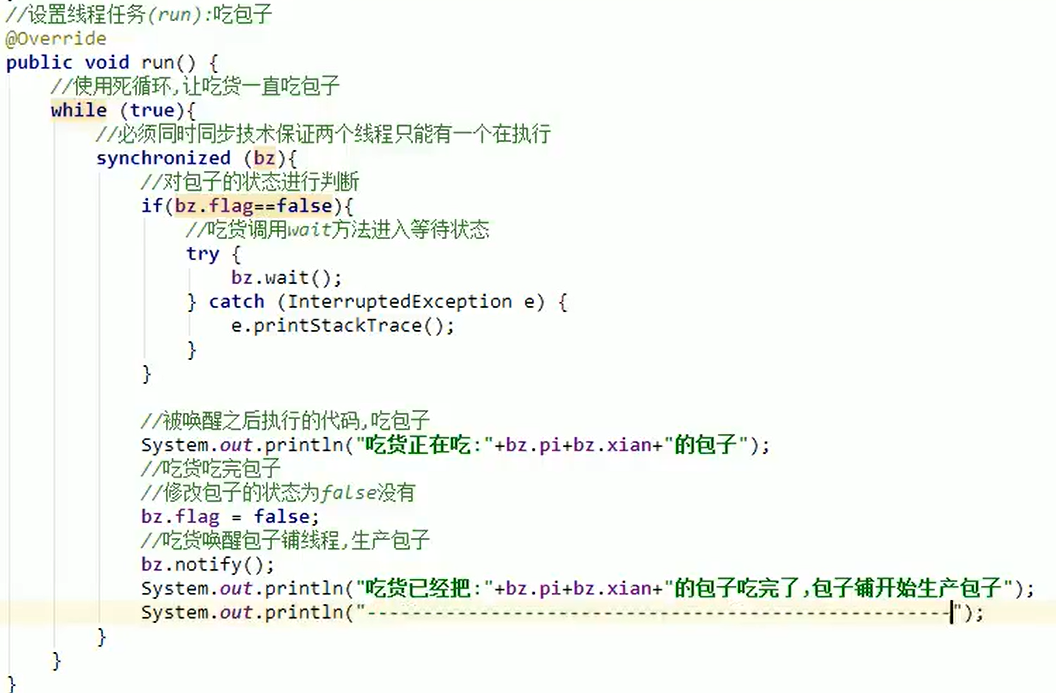 //设置线程任务(run):吃包子
@Override
public void run() {
//使用死循环,让吃货一直吃包子
while (true){
//必须同时同步技术保证两个线程只能有一个在执行
synchronized (bz){
//对包子的状态进行判断
if(bz.flag==false){
//吃货调用wait方法进入等待状态
try {
bz.wait();
} catch (InterruptedException e) {
e.printStackTrace();
}
}
//被唤醒之后执行的代码,吃包子
System.out.println("吃货正在吃:"+bz.pi+bz.xian+"的包子");
//吃货吃完包子
//修改包子的状态为false没有
bz.flag = false;
//吃货唤醒包子铺线程,生产包子
bz.notify();
System.out.println("吃货已经把:"+bz.pi+bz.xian+"的包子吃完了,包子铺开始生产包子");
System.out.println("----------------------------------------------------");
}
}
}